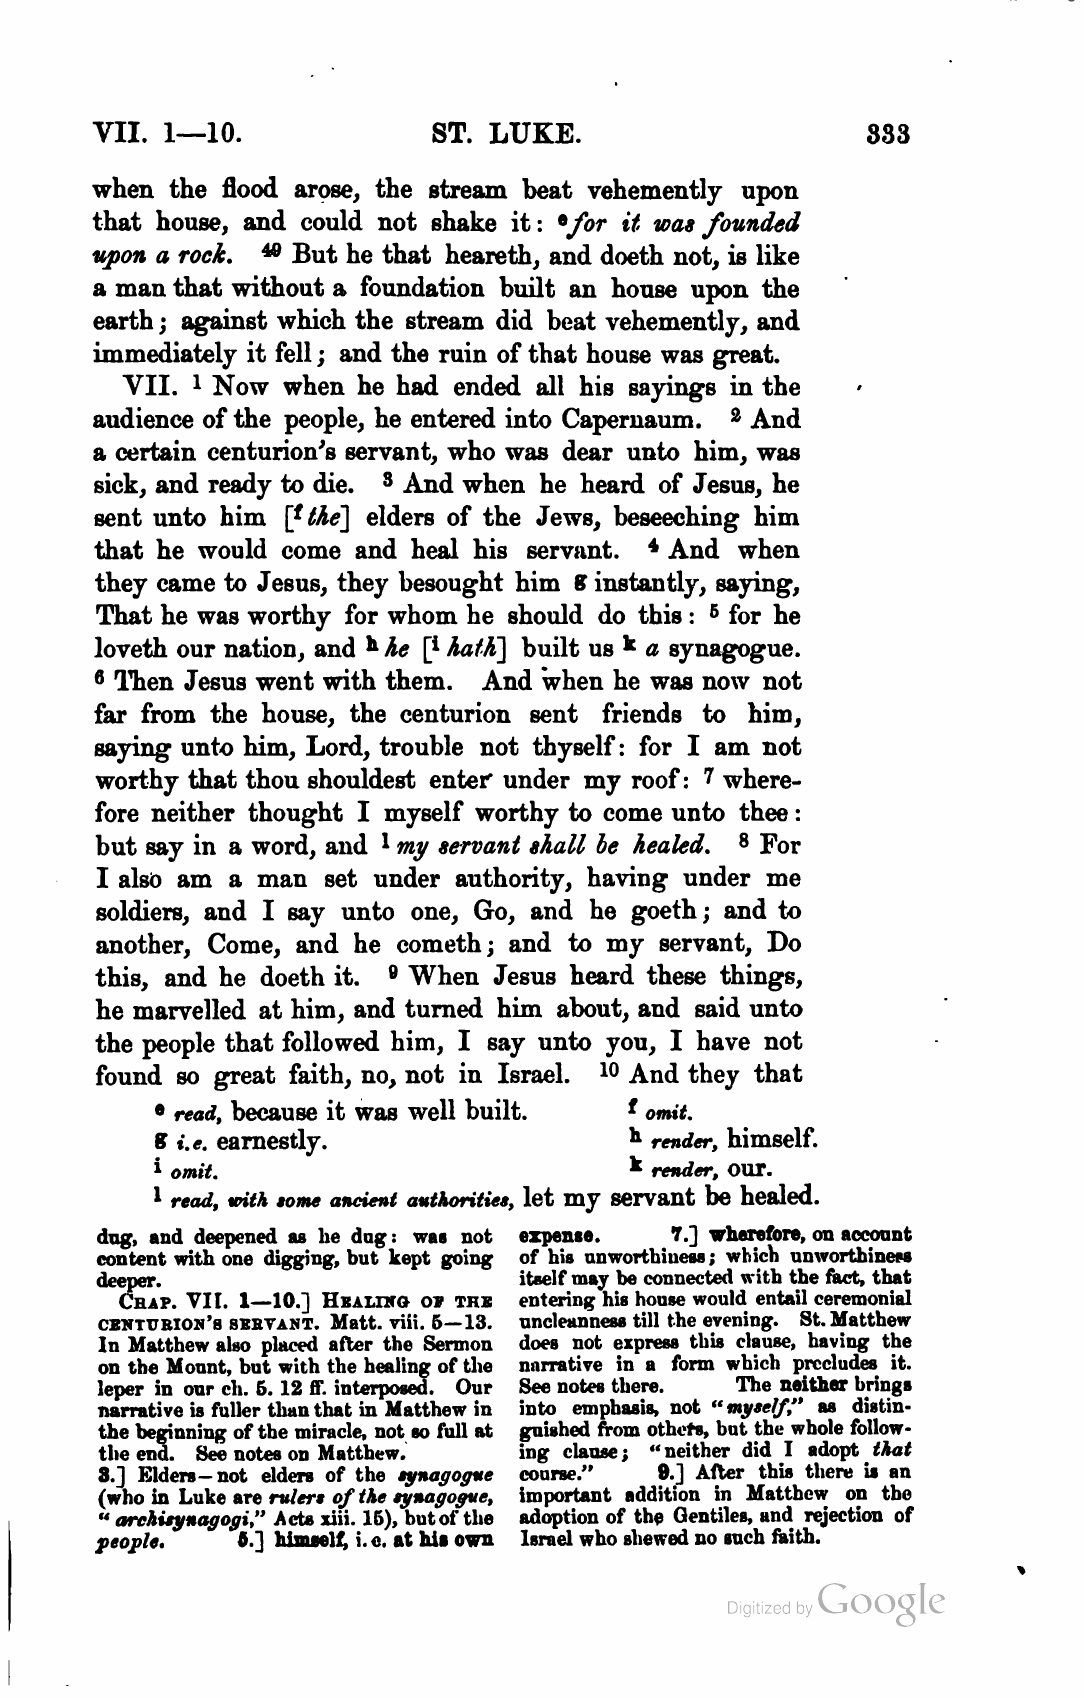 VII. 1—10. ST. LUKE. 333
when the flood arose, the stream beat vehemently upon
that house, and could not shake it: e for it was founded
upon a rock. 49 But he that heareth, and doeth not, is like
a man that without a foundation built an house upon the
earth; against which the stream did beat vehemently, and
immediately it fell; and the ruin of that house was great.
VII. 1 Now when he had ended all his sayings in the
audience of the people, he entered into Capernaum. 2 And
a certain centurion's servant, who was dear unto him, was
sick, and ready to die. 3 And when he heard of Jesus, he
sent unto him [f the] elders of the Jews, beseeching him
that he would come and heal his servant. 4 And when
they came to Jesus, they besought him g instantly, saying,
That he was worthy for whom he should do this: 5 for he
loveth our nation, and h he [i hath] built us k a synagogue.
6 Then Jesus went with them. And when he was now not
far from the house, the centurion sent friends to him,
saying unto him, Lord, trouble not thyself: for I am not
worthy that thou shouldest enter under my roof: 7 where-
fore neither thought I myself worthy to come unto thee:
but say in a word, and l my servant shall be healed. 8 For
I also am a man set under authority, having under me
soldiers, and I say unto one, Go, and he goeth; and to
another, Come, and he cometh; and to my servant, Do
this, and he doeth it. 9 When Jesus heard these things,
he marvelled at him, and turned him about, and said unto
the people that followed him, I say unto you, I have not
found so great faith, no, not in Israel. 10 And they that
e read, because it was well built. f omit.
g i.e. earnestly. h render, himself.
i omit. k render, our.
l read, with some ancient authorities, let my servant be healed.
dug, and deepened as he dug: was not
content with one digging, but kept going
deeper.
CHAP. VII. 1—10.] HEALING OF THE
CENTURION'S SERVANT. Matt. viii. 5—13.
In Matthew also placed after the Sermon
on the Mount, but with the healing of the
leper in our ch. 5. 12 ff. interposed. Our
narrative is fuller than that in Matthew in
the beginning of the miracle, not so full at
the end. See notes on Matthew.
3.] Elders—not elders of the synagogue
(who in Luke are rulers of the synagogue,
"archisynagogi," Acts xiii. 15), but of the
people. 5.] himself, i. e. at his own
expense. 7.] wherefore, on account
of his unworthiness; which unworthiness
itself may be connected with the fact, that
entering his house would entail ceremonial
uncleanness till the evening. St. Matthew
does not express this clause, having the
narrative in a form which precludes it.
See notes there. The neither brings
into emphasis, not "myself," as distin-
guished from others, but the whole follow-
ing clause; "neither did I adopt that
course." 9.] After this there is an
important addition in Matthew on the
adoption of the Gentiles, and rejection of
Israel who shewed no such faith.
Digitized by Google